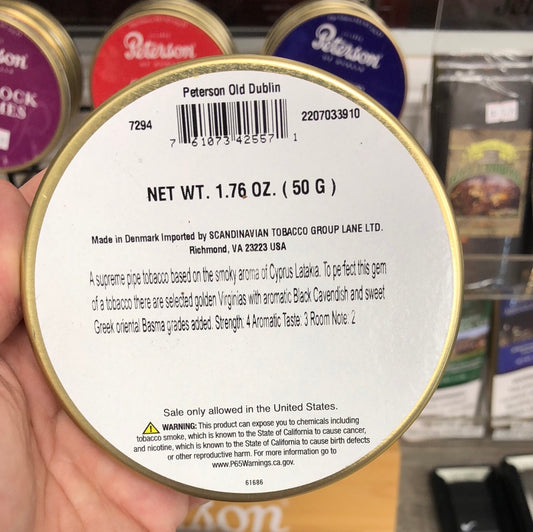 Peterson
Peterson
Peterson
OCK
MES
Peterson Old Dublin
7294
2207033910
7 61073 42557 1
NET WT. 1.76 OZ. ( 50 G )
Made in Denmark Imported by SCANDINAVIAN TOBACCO GROUP LANE LTD.
Richmond, VA 23223 USA
A supreme pipe tobacco based on the smoky aroma of Cyprus Latakia. To perfect this gem
of a tobacco there are selected golden Virginias with aromatic Black Cavendish and sweet
Greek oriental Basma grades added. Strength: 4 Aromatic Taste: 3 Room Note: 2
Sale only allowed in the United States.
WARNING: This product can expose you to chemicals including
tobacco smoke, which is known to the State of California to cause cancer,
and nicotine, which is known to the State of California to cause birth defects
or other reproductive harm. For more information go to
www.P65Warnings.ca.gov.
61686
son